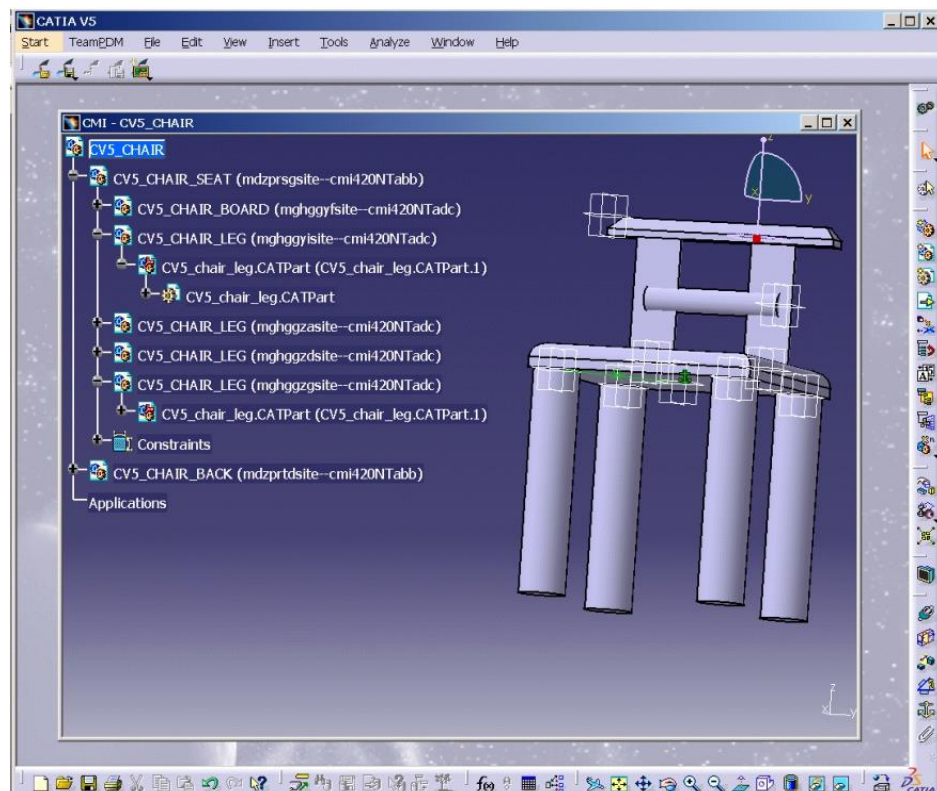 CATIA V5
Start TeamPDM File Edit View Insert Tools Analyze Window Help
CMI - CV5_CHAIR
CV5_CHAIR
CV5_CHAIR_SEAT (mdzprsgsite--cmi420NTabb)
CV5_CHAIR_BOARD (mghggyfsite--cmi420NTadc)
CV5_CHAIR_LEG (mghggyisite--cmi420NTadc)
CV5_chair_leg.CATPart (CV5_chair_leg.CATPart.1)
CV5_chair_leg.CATPart
CV5_CHAIR_LEG (mghggzasite--cmi420NTadc)
CV5_CHAIR_LEG (mghggzdsite--cmi420NTadc)
CV5_CHAIR_LEG (mghggzgsite--cmi420NTadc)
CV5_chair_leg.CATPart (CV5_chair_leg.CATPart.1)
Constraints
CV5_CHAIR_BACK (mdzprtdsite--cmi420NTabb)
Applications
z
x
y
z
x y
f(x)
CATIA